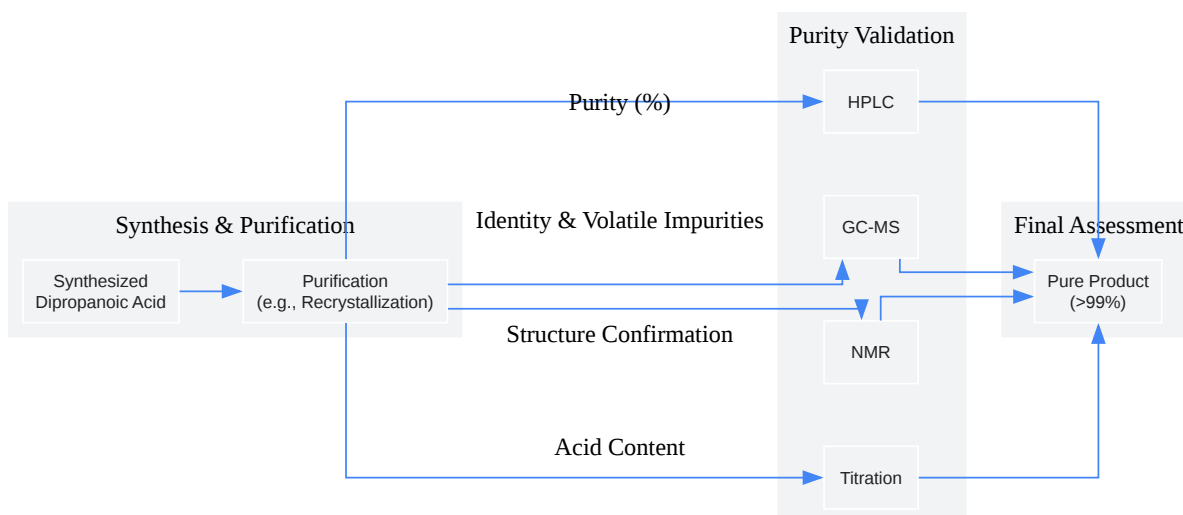 Purity Validation
Purity (%)
HPLC
Synthesis & Purification
Identity & Volatile Impurities
GC-MS
Final Assessment
Synthesized
Dipropanoic Acid
Purification
(e.g., Recrystallization)
Pure Product
(>99%)
Structure Confirmation
NMR
Acid Content
Titration